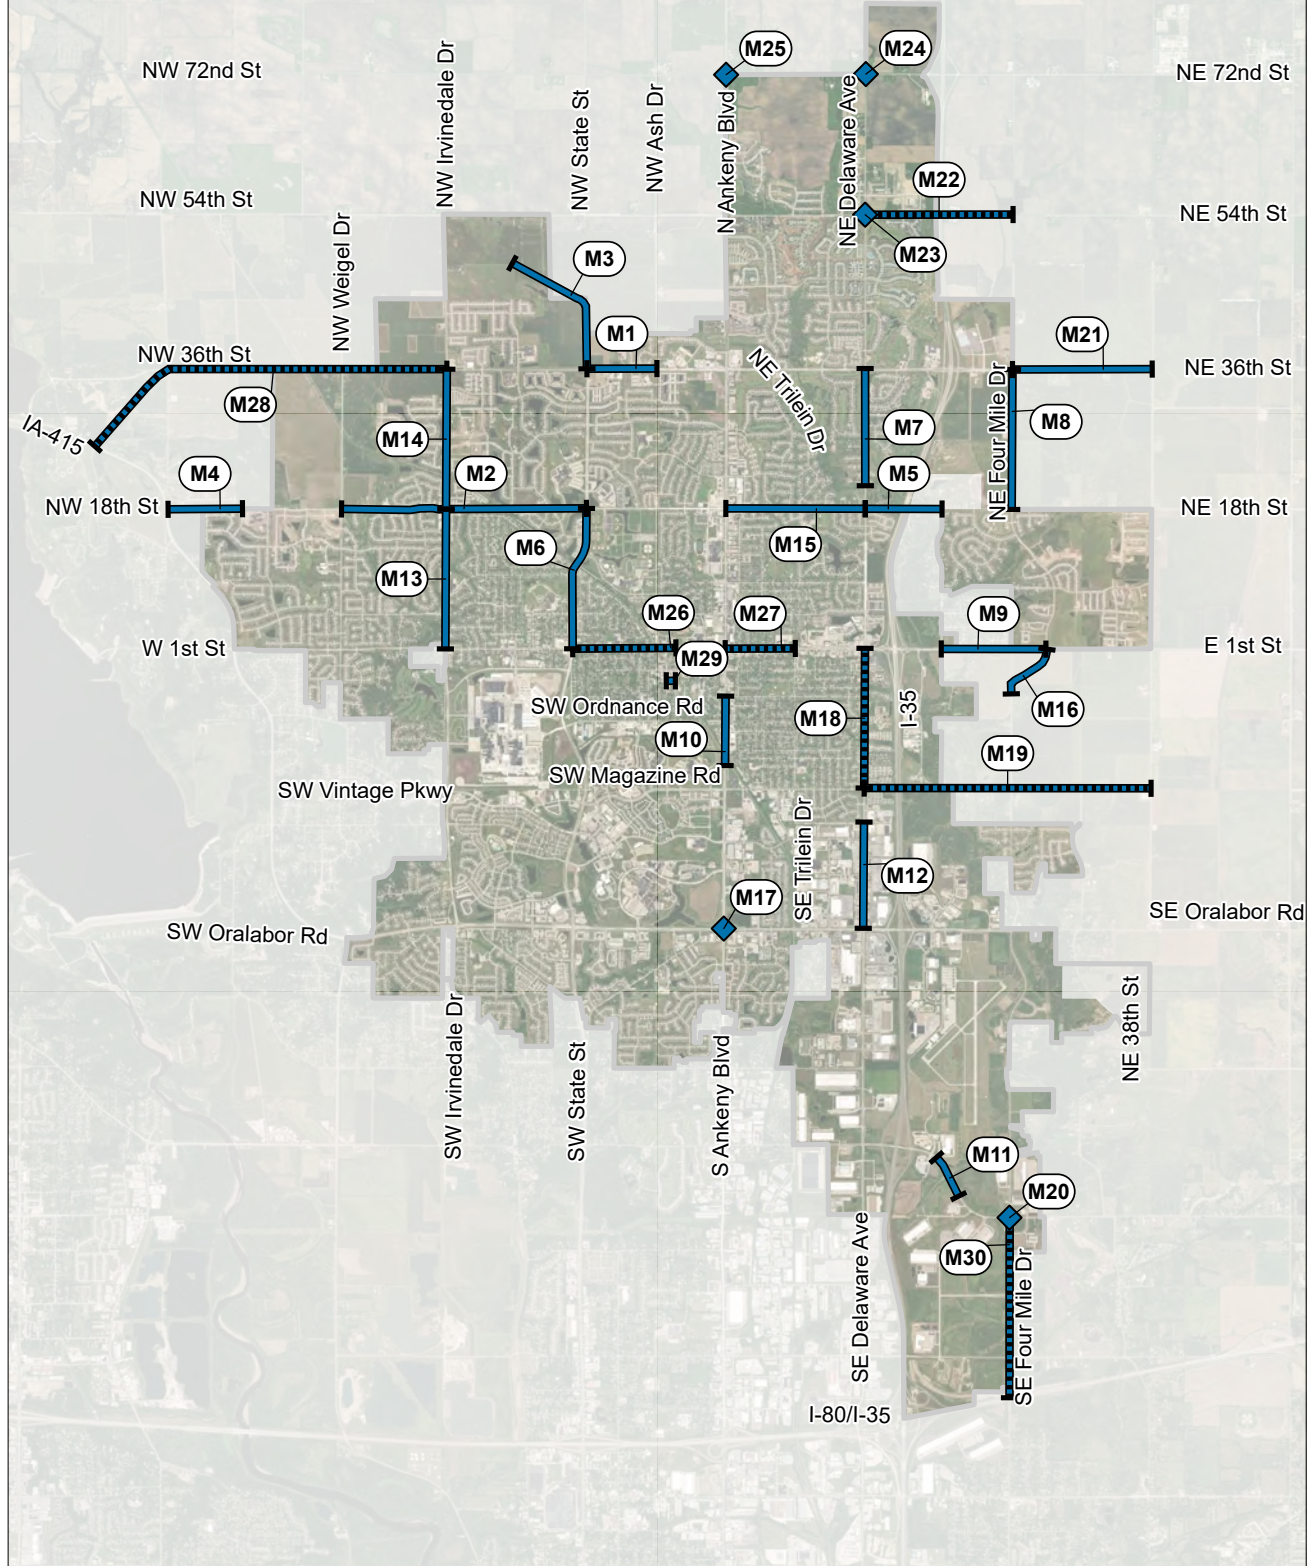 M25
M24
NW 72nd St
NE 72nd St
NW Irvinedale Dr
NW State St
NW Ash Dr
N Ankeny Blvd
NE Delaware Ave
M22
NW 54th St
NE 54th St
M23
NW Weigel Dr
M3
M1
M21
NW 36th St
NE 36th St
NE Trilein Dr
NE Four Mile Dr
M28
M14
M7
M8
IA-415
M4
M2
M5
NW 18th St
NE 18th St
M6
M15
M13
M26
M27
M9
W 1st St
E 1st St
M29
SW Ordnance Rd
M18
I-35
M16
M10
M19
SW Magazine Rd
SW Vintage Pkwy
SE Trilein Dr
M12
M17
SE Oralabor Rd
SW Oralabor Rd
NE 38th St
SW Irvinedale Dr
SW State St
S Ankeny Blvd
M11
M20
M30
SE Delaware Ave
SE Four Mile Dr
I-80/I-35